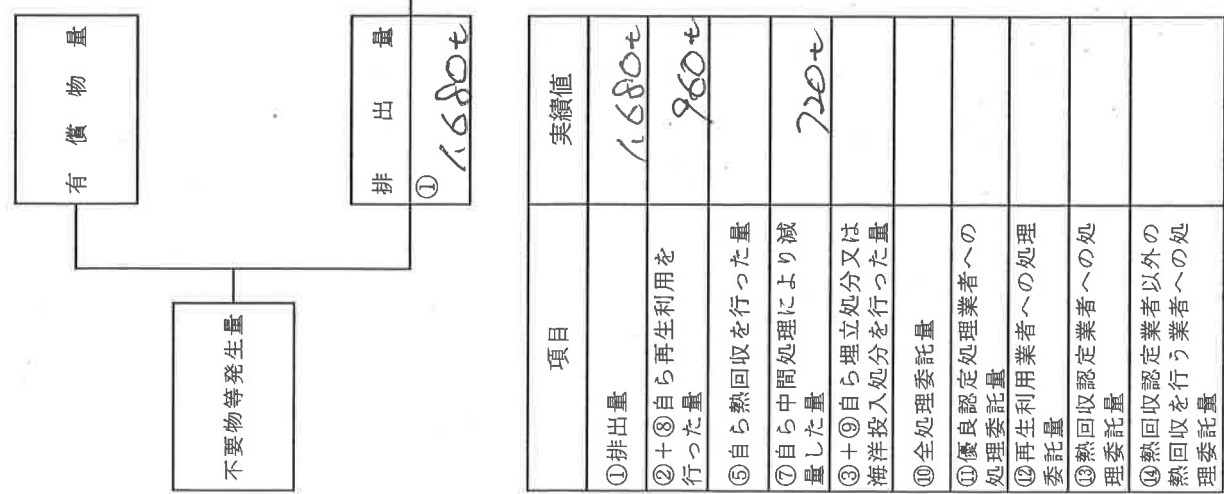 有償物量
不要物等発生量
排出量
①
1,680t
項目
実績値
①排出量
1,680t
②+⑧自ら再生利用を
行った量
960t
⑤自ら熱回収を行った量
⑦自ら中間処理により減
量した量
720t
③+⑨自ら埋立処分又は
海洋投入処分を行った量
⑩全処理委託量
⑪優良認定処理業者への
処理委託量
⑫再生利用業者への処理
委託量
⑬熱回収認定業者への処
理委託量
⑭熱回収認定業者以外の
熱回収を行う業者への処
理委託量